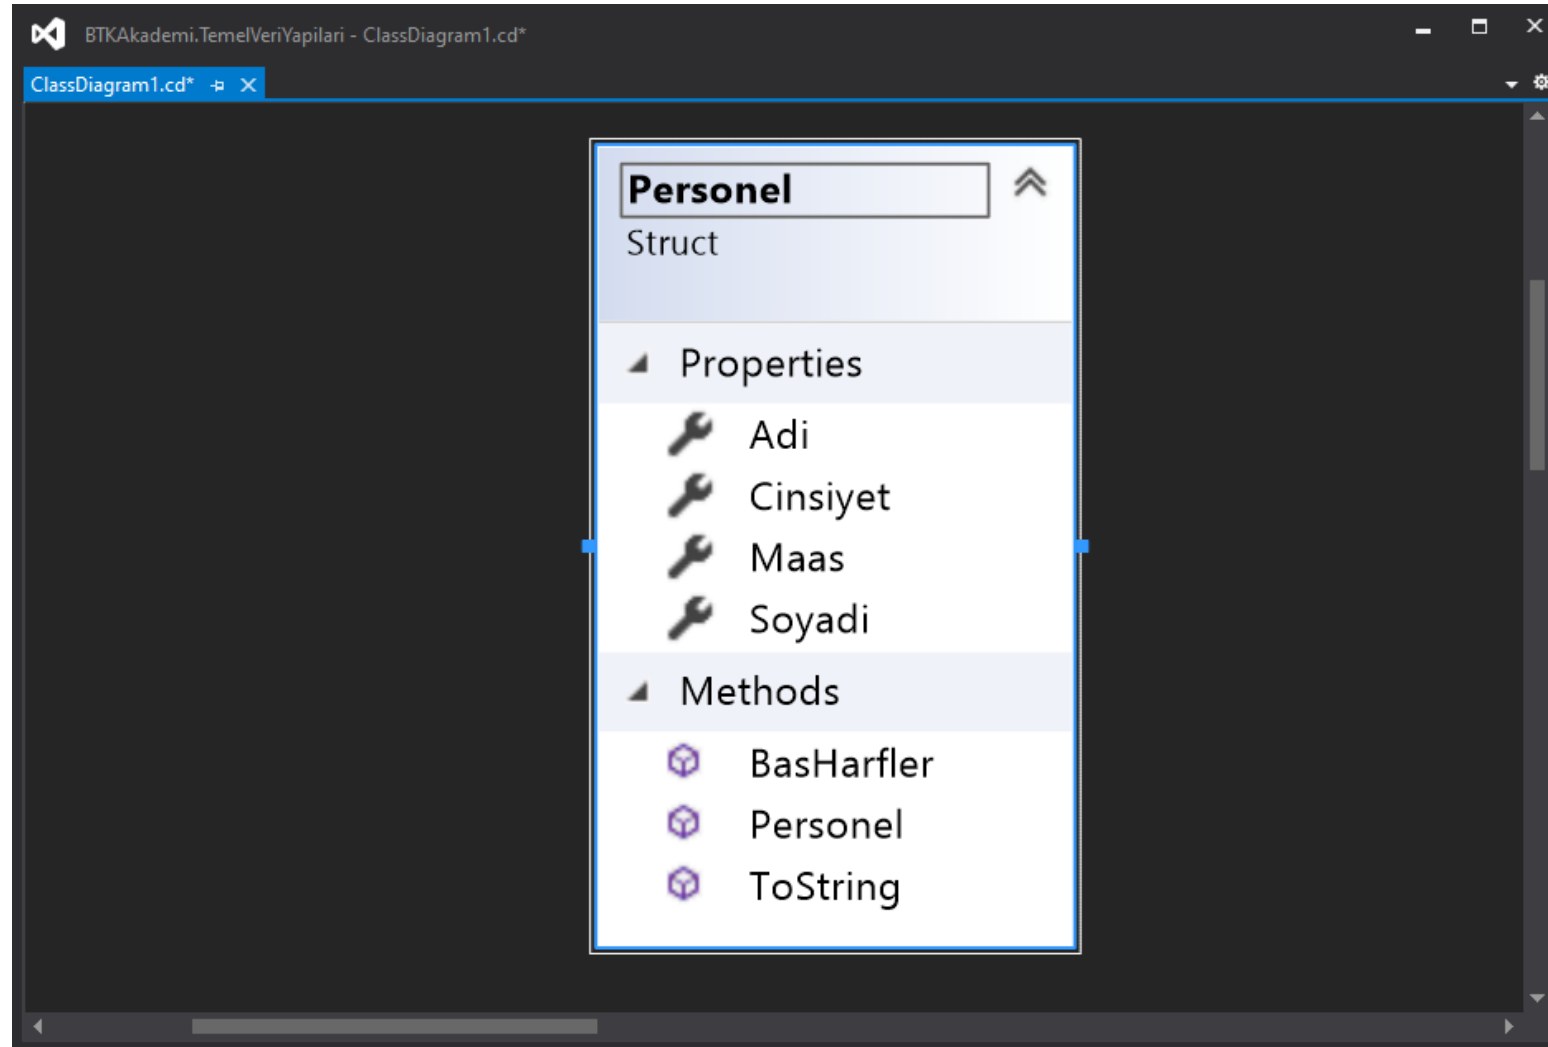 BTKAkademi.TemelVeriYapilari - ClassDiagram1.cd*
ClassDiagram1.cd*
Personel
Struct
Properties
Adi
Cinsiyet
Maas
Soyadi
Methods
BasHarfler
Personel
ToString